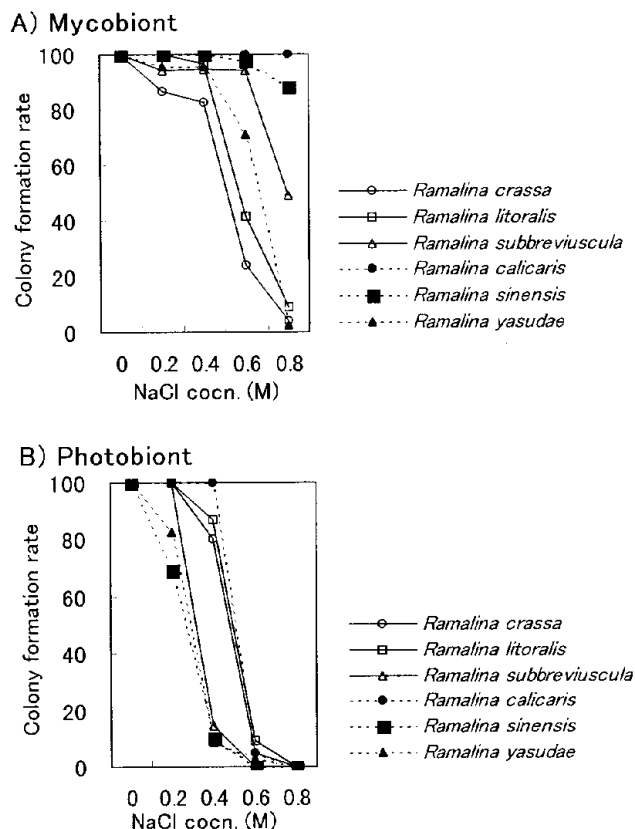 A) Mycobiont
100
80
60
40
20
0
Colony formation rate
0 0.2 0.4 0.6 0.8
NaCl cocn. (M)
Ramalina crassa
Ramalina litoralis
Ramalina subbreviuscula
Ramalina calicaris
Ramalina sinensis
Ramalina yasudae
B) Photobiont
100
80
60
40
20
0
Colony formation rate
0 0.2 0.4 0.6 0.8
NaCl cocn. (M)
Ramalina crassa
Ramalina litoralis
Ramalina subbreviuscula
Ramalina calicaris
Ramalina sinensis
Ramalina yasudae